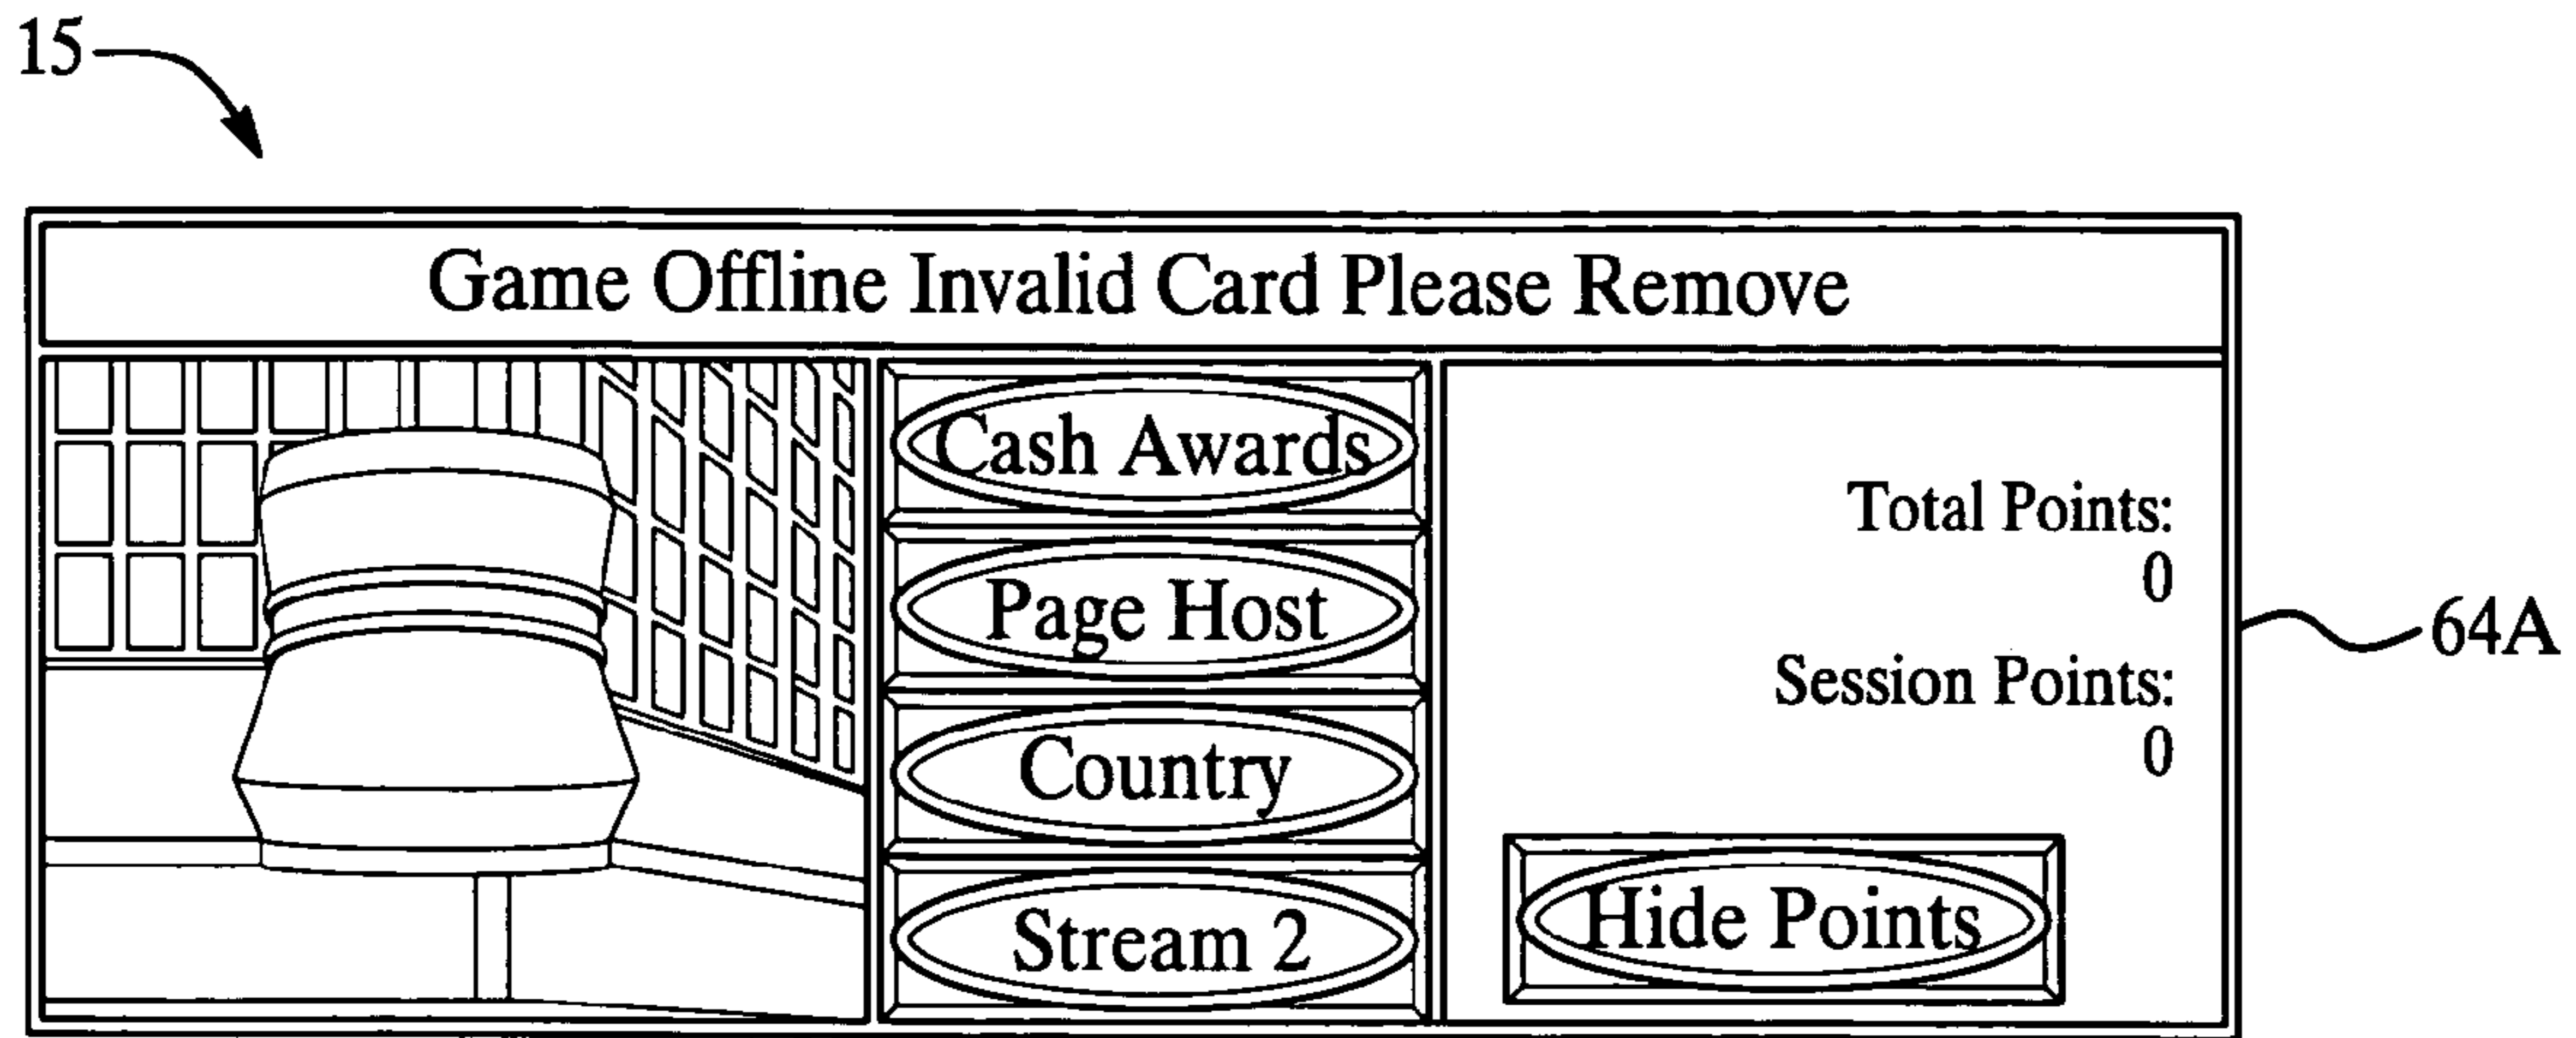 15
Game Offline Invalid Card Please Remove
Cash Awards
Page Host
Country
Stream 2
Total Points:
0
Session Points:
0
Hide Points
64A